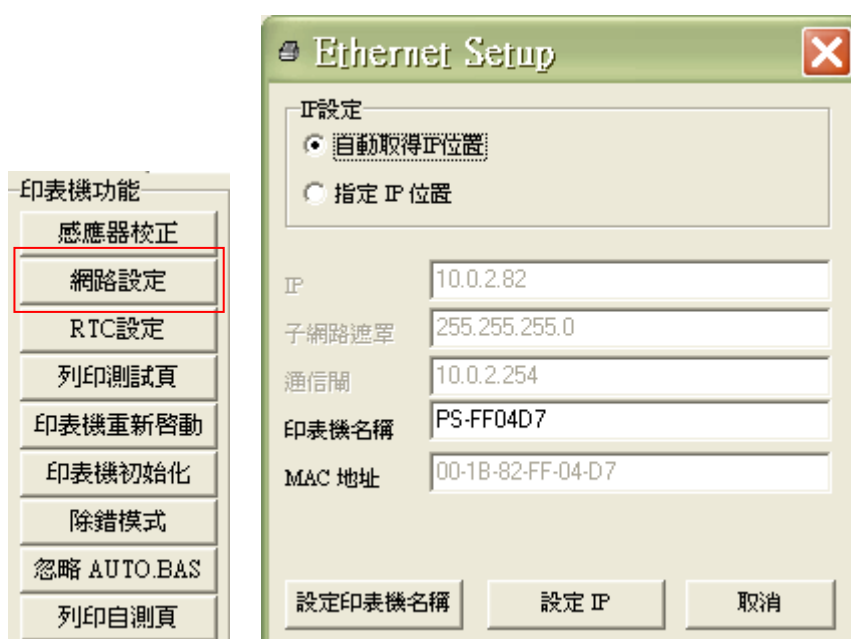 印表機功能
感應器校正
網路設定
RTC設定
列印測試頁
印表機重新啓動
印表機初始化
除錯模式
忽略 AUTO.BAS
列印自測頁
Ethernet Setup
IP設定
自動取得IP位置
指定 IP 位置
IP 10.0.2.82
子網路遮罩 255.255.255.0
通信閘 10.0.2.254
印表機名稱 PS-FF04D7
MAC 地址 00-1B-82-FF-04-D7
設定印表機名稱 設定 IP 取消